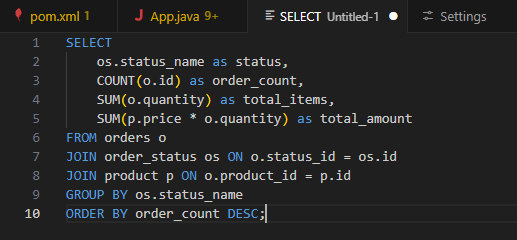 pom.xml 1 App.java 9+ SELECT Untitled-1 Settings
1 SELECT
2 os.status_name as status,
3 COUNT(o.id) as order_count,
4 SUM(o.quantity) as total_items,
5 SUM(p.price * o.quantity) as total_amount
6 FROM orders o
7 JOIN order_status os ON o.status_id = os.id
8 JOIN product p ON o.product_id = p.id
9 GROUP BY os.status_name
10 ORDER BY order_count DESC;